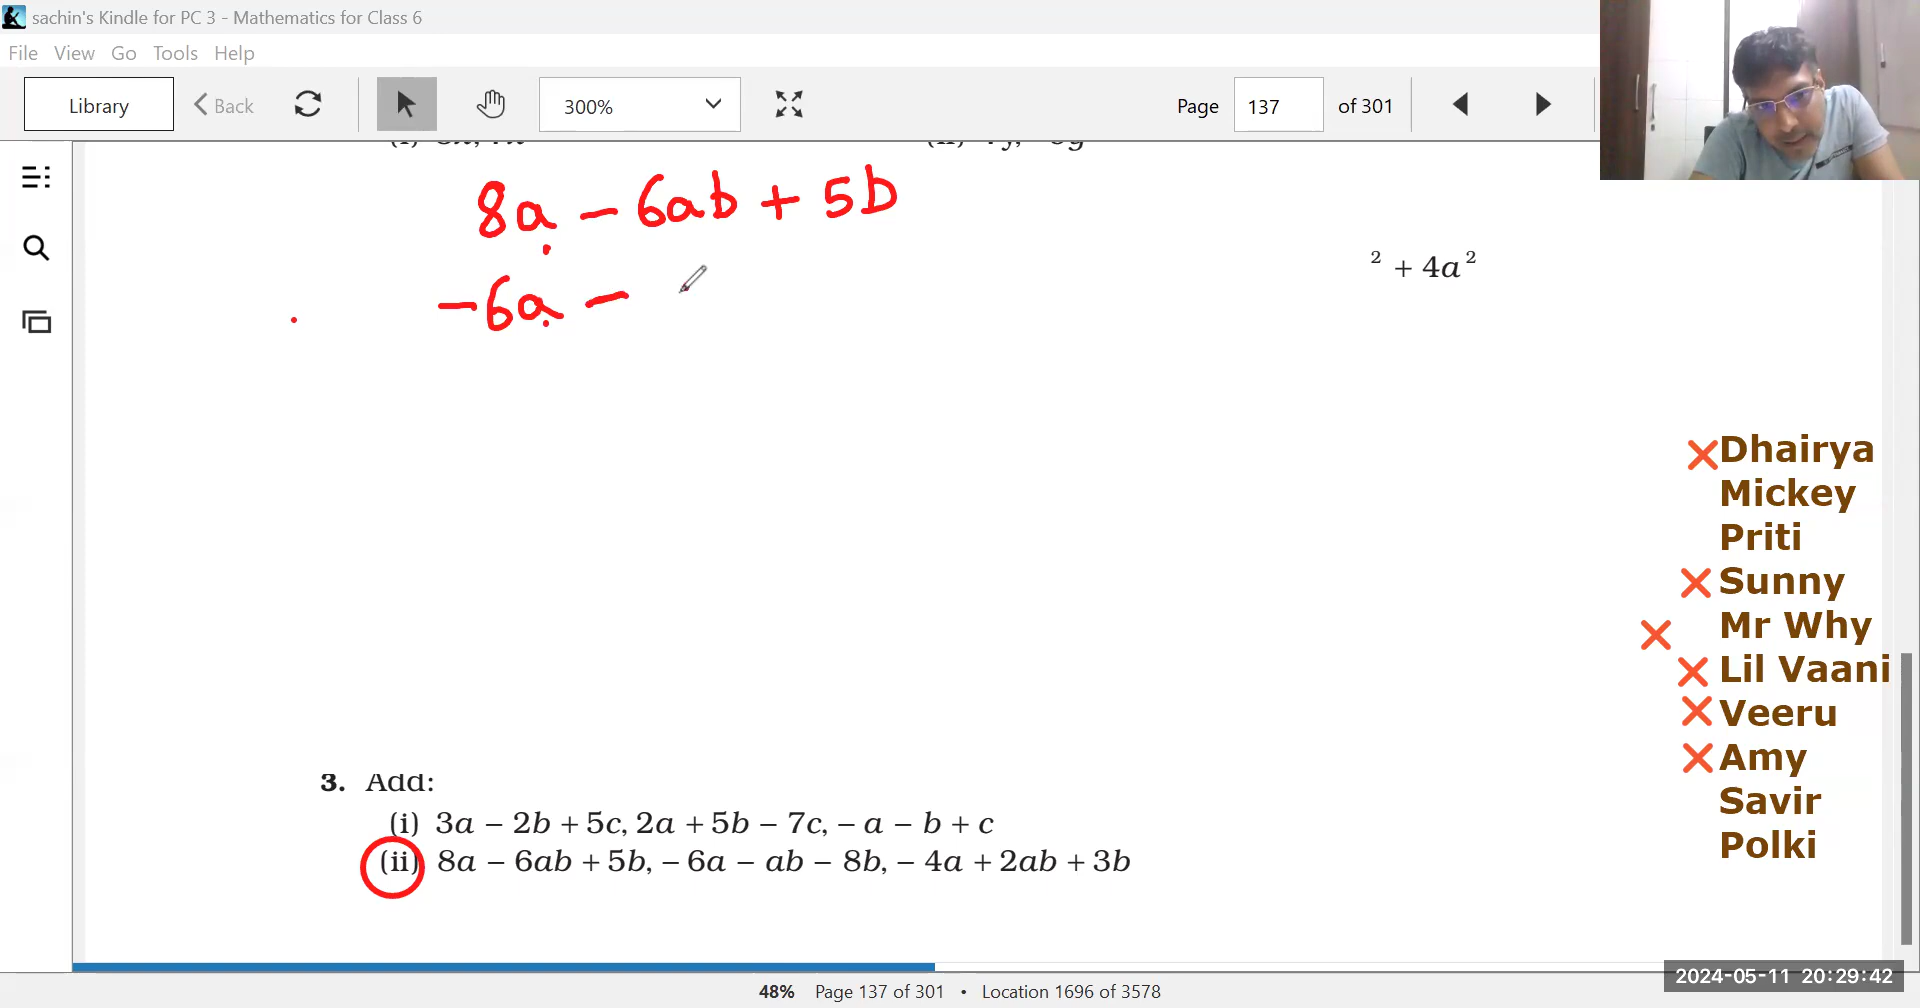 sachin's Kindle for PC 3 - Mathematics for Class 6
File View Go Tools Help
Library Back 300% Page 137 of 301
8a - 6ab + 5b
² + 4a²
-6a -
Dhairya
Mickey
Priti
Sunny
Mr Why
Lil Vaani
Veeru
Amy
Savir
Polki
3. Add:
(i) 3a − 2b + 5c, 2a + 5b − 7c, − a − b + c
(ii) 8a − 6ab + 5b, − 6a − ab − 8b, − 4a + 2ab + 3b
2024-05-11 20:29:42
48% Page 137 of 301 • Location 1696 of 3578